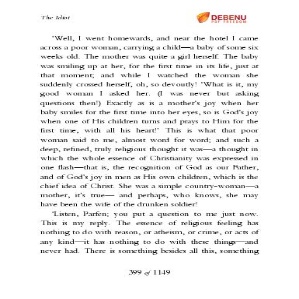 The Idiot
DEBENU
'Well, I went homewards, and near the hotel I came
across a poor woman, carrying a child—a baby of some six
weeks old. The mother was quite a girl herself. The baby
was smiling up at her, for the first time in its life, just at
that moment; and while I watched the woman she
suddenly crossed herself, oh, so devoutly! 'What is it, my
good woman I asked her. (I was never but asking
questions then!) Exactly as is a mother's joy when her
baby smiles for the first time into her eyes, so is God's joy
when one of His children turns and prays to Him for the
first time, with all his heart!' This is what that poor
woman said to me, almost word for word; and such a
deep, refined, truly religious thought it was—a thought in
which the whole essence of Christianity was expressed in
one flash—that is, the recognition of God as our Father,
and of God's joy in men as His own children, which is the
chief idea of Christ. She was a simple country-woman—a
mother, it's true— and perhaps, who knows, she may
have been the wife of the drunken soldier!
'Listen, Parfen; you put a question to me just now.
This is my reply. The essence of religious feeling has
nothing to do with reason, or atheism, or crime, or acts of
any kind—it has nothing to do with these things—and
never had. There is something besides all this, something
399 of 1149